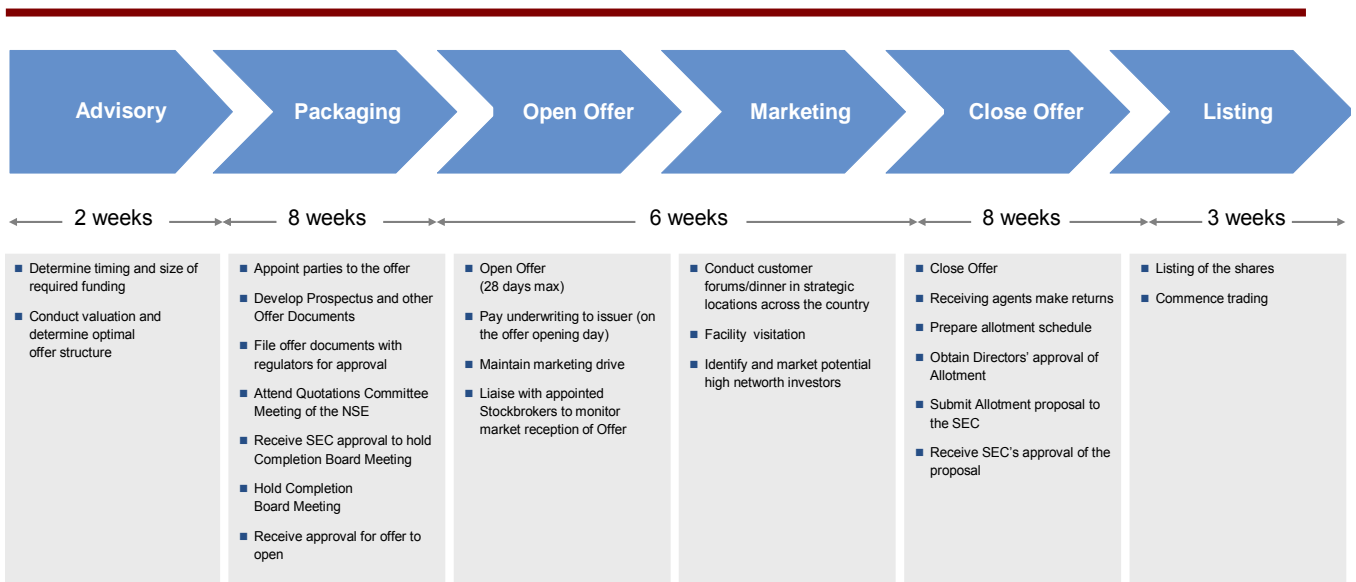 Advisory
Packaging
Open Offer
Marketing
Close Offer
Listing
2 weeks
8 weeks
6 weeks
8 weeks
3 weeks
Determine timing and size of
required funding
Conduct valuation and
determine optimal
offer structure
Appoint parties to the offer
Develop Prospectus and other
Offer Documents
File offer documents with
regulators for approval
Attend Quotations Committee
Meeting of the NSE
Receive SEC approval to hold
Completion Board Meeting
Hold Completion
Board Meeting
Receive approval for offer to
open
Open Offer
(28 days max)
Pay underwriting to issuer (on
the offer opening day)
Maintain marketing drive
Liaise with appointed
Stockbrokers to monitor
market reception of Offer
Conduct customer
forums/dinner in strategic
locations across the country
Facility visitation
Identify and market potential
high networth investors
Close Offer
Receiving agents make returns
Prepare allotment schedule
Obtain Directors' approval of
Allotment
Submit Allotment proposal to
the SEC
Receive SEC's approval of the
proposal
Listing of the shares
Commence trading